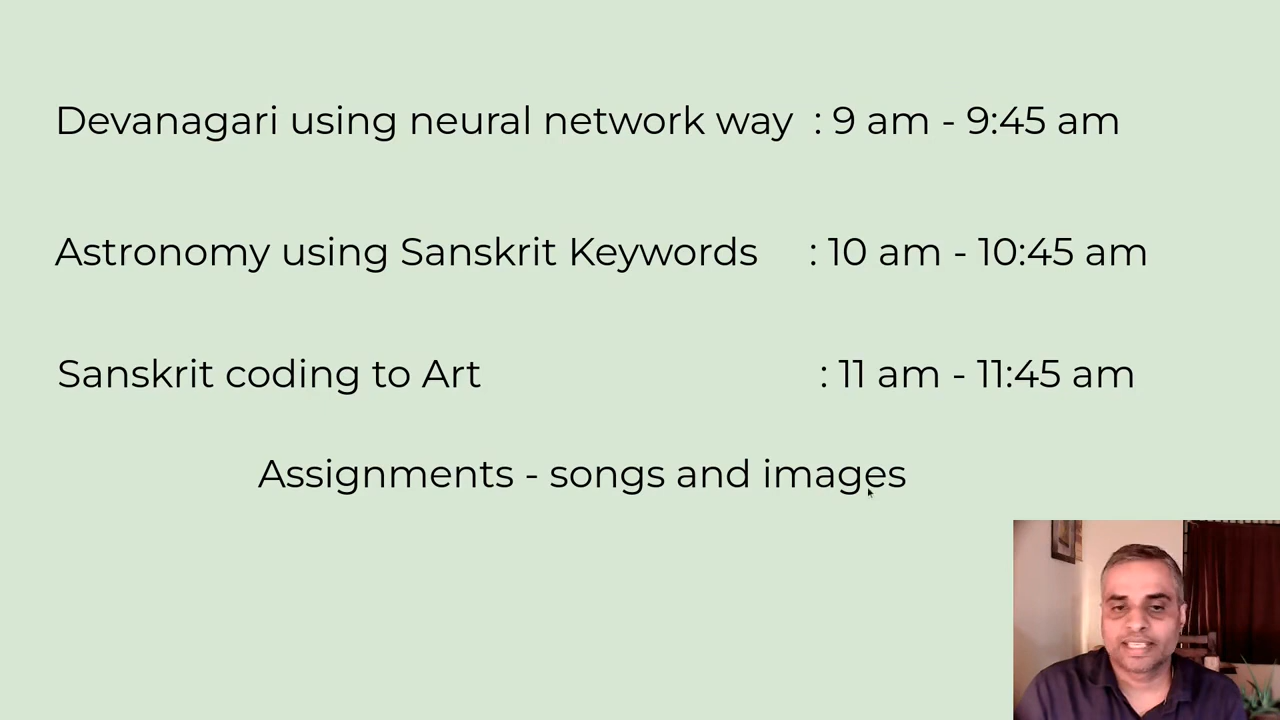 Devanagari using neural network way : 9 am - 9:45 am
Astronomy using Sanskrit Keywords : 10 am - 10:45 am
Sanskrit coding to Art : 11 am - 11:45 am
Assignments - songs and images